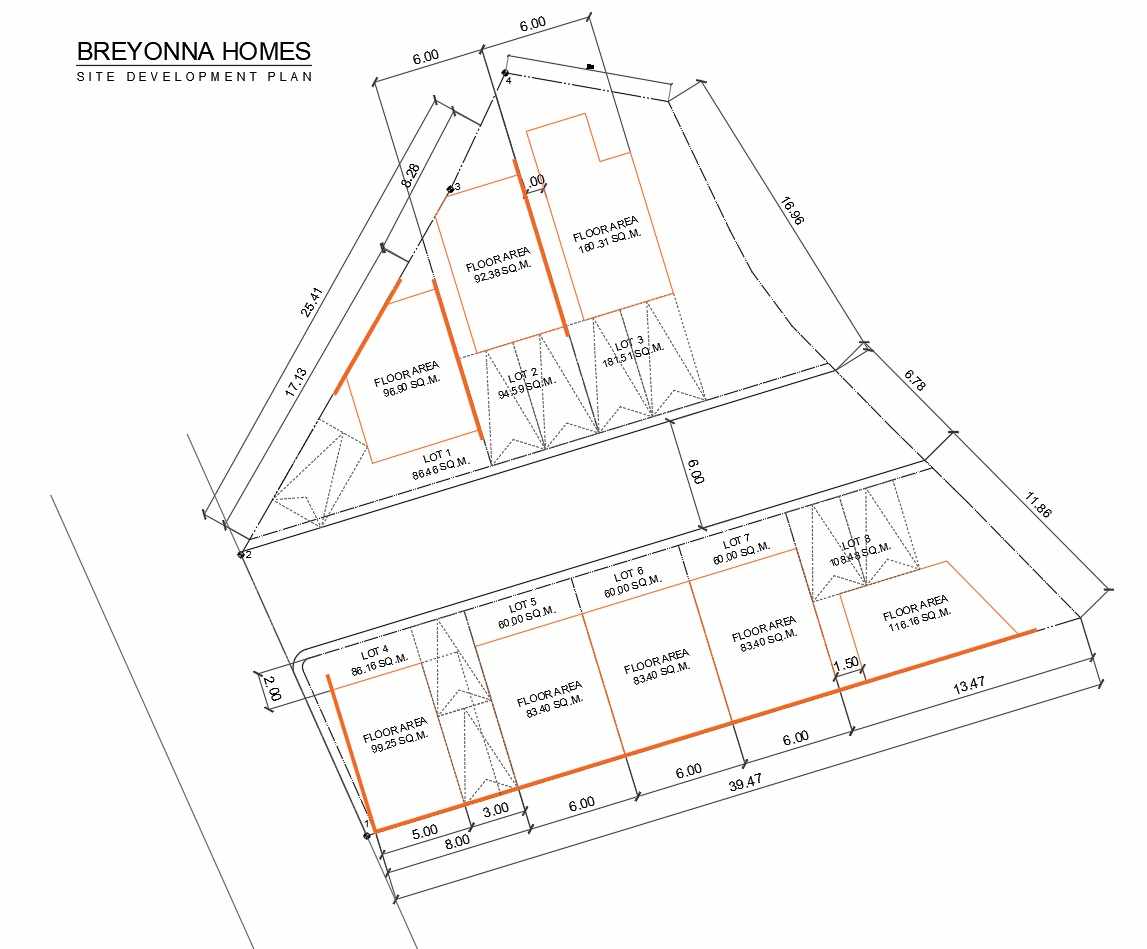 BREYONNA HOMES
SITE DEVELOPMENT PLAN
6.00
6.00
4
8.28
3
.00
16.96
25.41
17.13
FLOOR AREA
160.31 SQ.M.
FLOOR AREA
92.38 SQ.M.
FLOOR AREA
96.90 SQ.M.
LOT 3
181.51 SQ.M.
LOT 2
94.59 SQ.M.
LOT 1
86.46 SQ.M.
6.78
6.00
11.86
2
LOT 8
108.48 SQ.M.
LOT 7
60.00 SQ.M.
LOT 6
60.00 SQ.M.
LOT 5
60.00 SQ.M.
LOT 4
86.16 SQ.M.
2.00
FLOOR AREA
116.16 SQ.M.
FLOOR AREA
83.40 SQ.M.
FLOOR AREA
83.40 SQ.M.
FLOOR AREA
83.40 SQ.M.
FLOOR AREA
99.25 SQ.M.
1.50
13.47
6.00
6.00
39.47
6.00
3.00
5.00
8.00
1